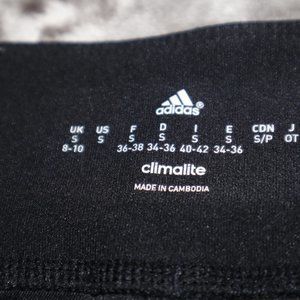 adidas®
UK US F D I E CDN J
S S S S S S S/P OT
8-10 36-38 34-36 40-42 34-36
climalite
MADE IN CAMBODIA